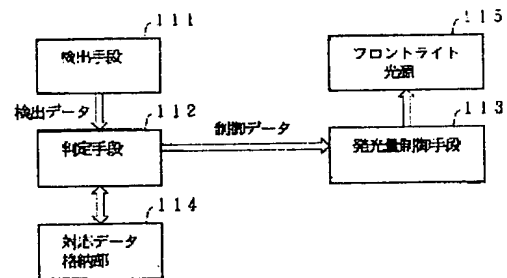 111
検出手段
検出データ
112
判定手段
制御データ
114
対応データ
格納部
115
フロントライト
光源
113
発光量制御手段